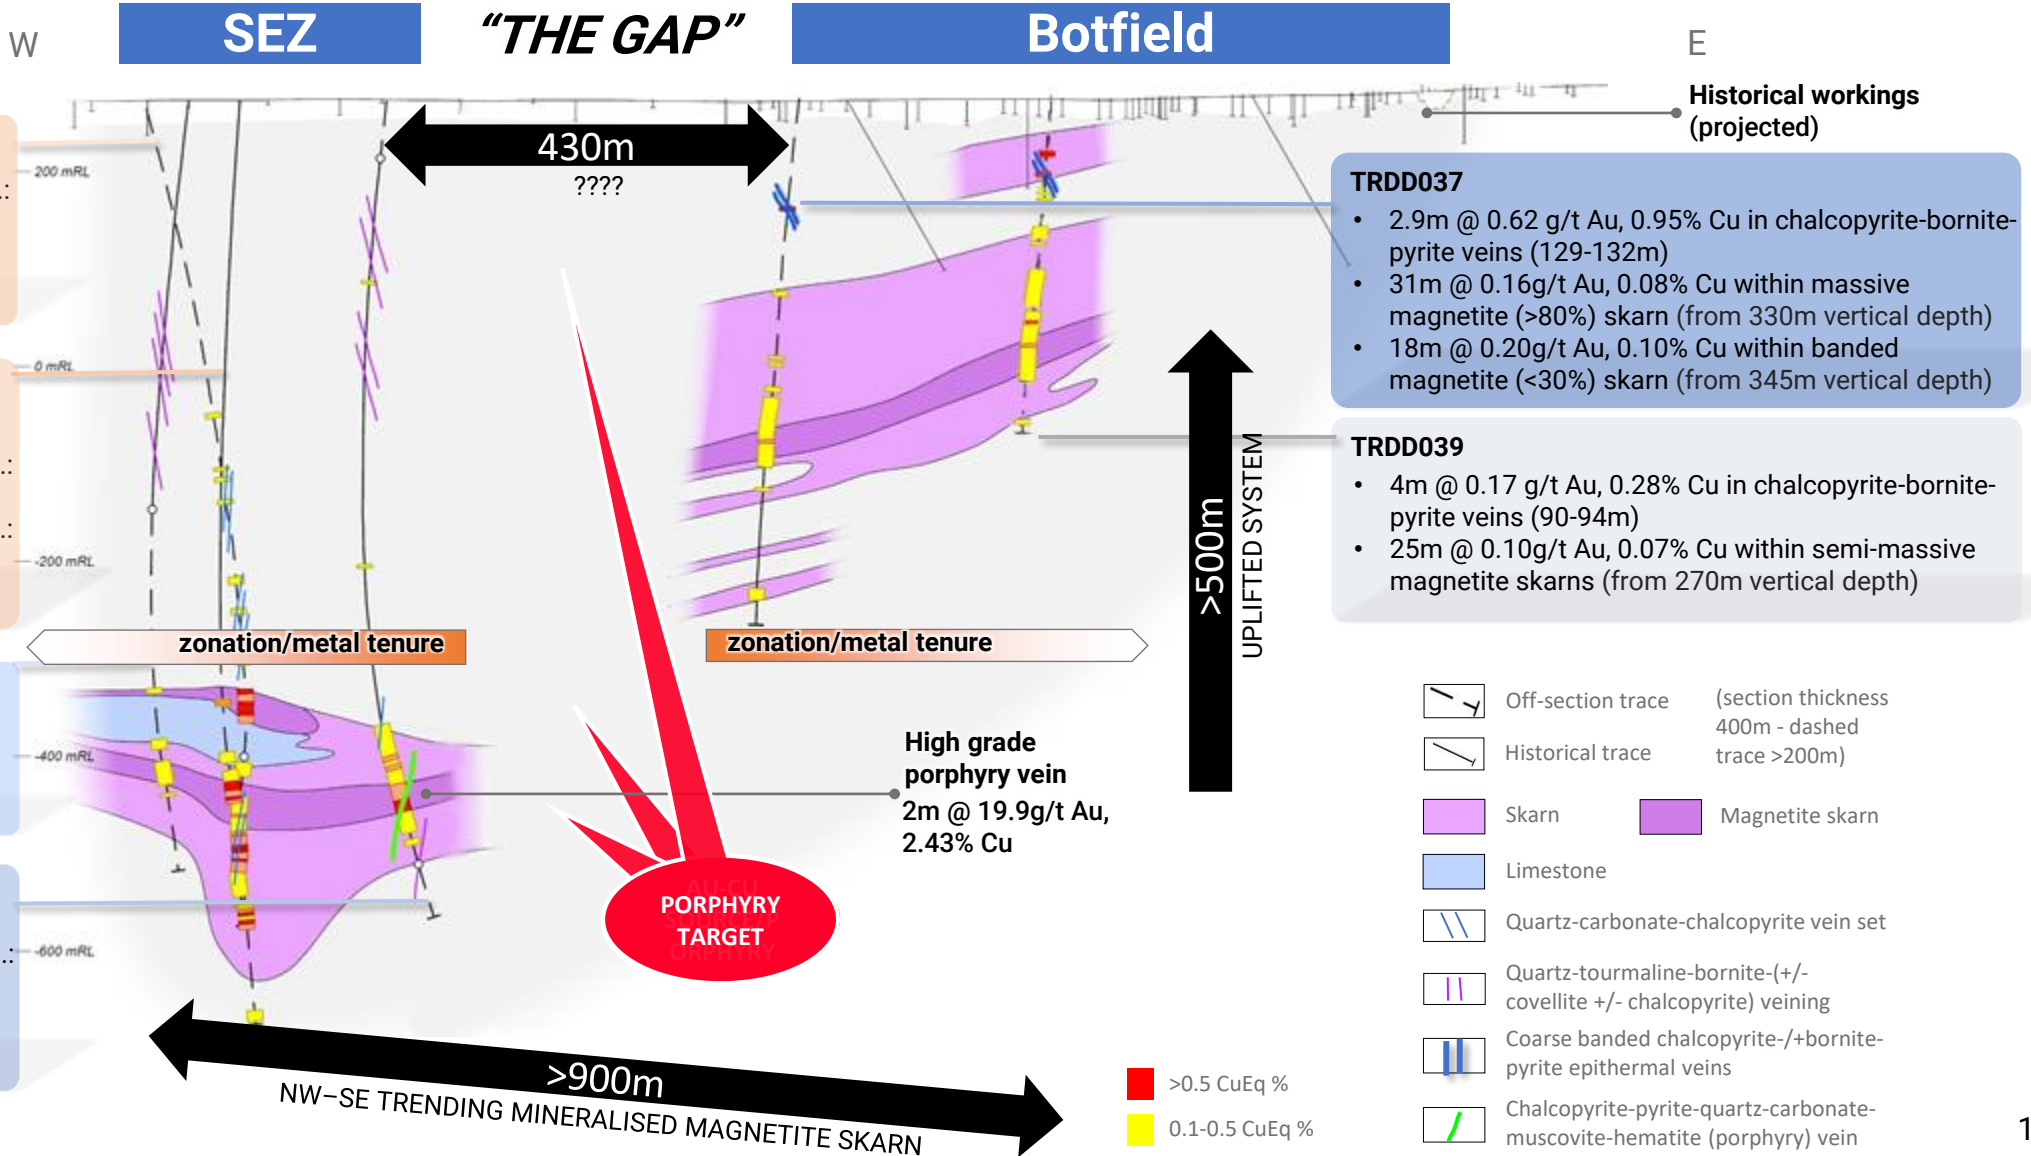 W
SEZ
"THE GAP"
Botfield
E
Historical workings
(projected)
430m
????
200 mRL
0 mRL
-200 mRL
-400 mRL
-600 mRL
TRDD037
• 2.9m @ 0.62 g/t Au, 0.95% Cu in chalcopyrite-bornite-
pyrite veins (129-132m)
• 31m @ 0.16g/t Au, 0.08% Cu within massive
magnetite (>80%) skarn (from 330m vertical depth)
• 18m @ 0.20g/t Au, 0.10% Cu within banded
magnetite (<30%) skarn (from 345m vertical depth)
TRDD039
• 4m @ 0.17 g/t Au, 0.28% Cu in chalcopyrite-bornite-
pyrite veins (90-94m)
• 25m @ 0.10g/t Au, 0.07% Cu within semi-massive
magnetite skarns (from 270m vertical depth)
>500m
UPLIFTED SYSTEM
zonation/metal tenure
zonation/metal tenure
High grade
porphyry vein
2m @ 19.9g/t Au,
2.43% Cu
PORPHYRY
TARGET
>900m
NW–SE TRENDING MINERALISED MAGNETITE SKARN
>0.5 CuEq %
0.1-0.5 CuEq %
Off-section trace
Historical trace
(section thickness
400m - dashed
trace >200m)
Skarn
Magnetite skarn
Limestone
Quartz-carbonate-chalcopyrite vein set
Quartz-tourmaline-bornite-(+/-
covellite +/- chalcopyrite) veining
Coarse banded chalcopyrite-/+bornite-
pyrite epithermal veins
Chalcopyrite-pyrite-quartz-carbonate-
muscovite-hematite (porphyry) vein
1